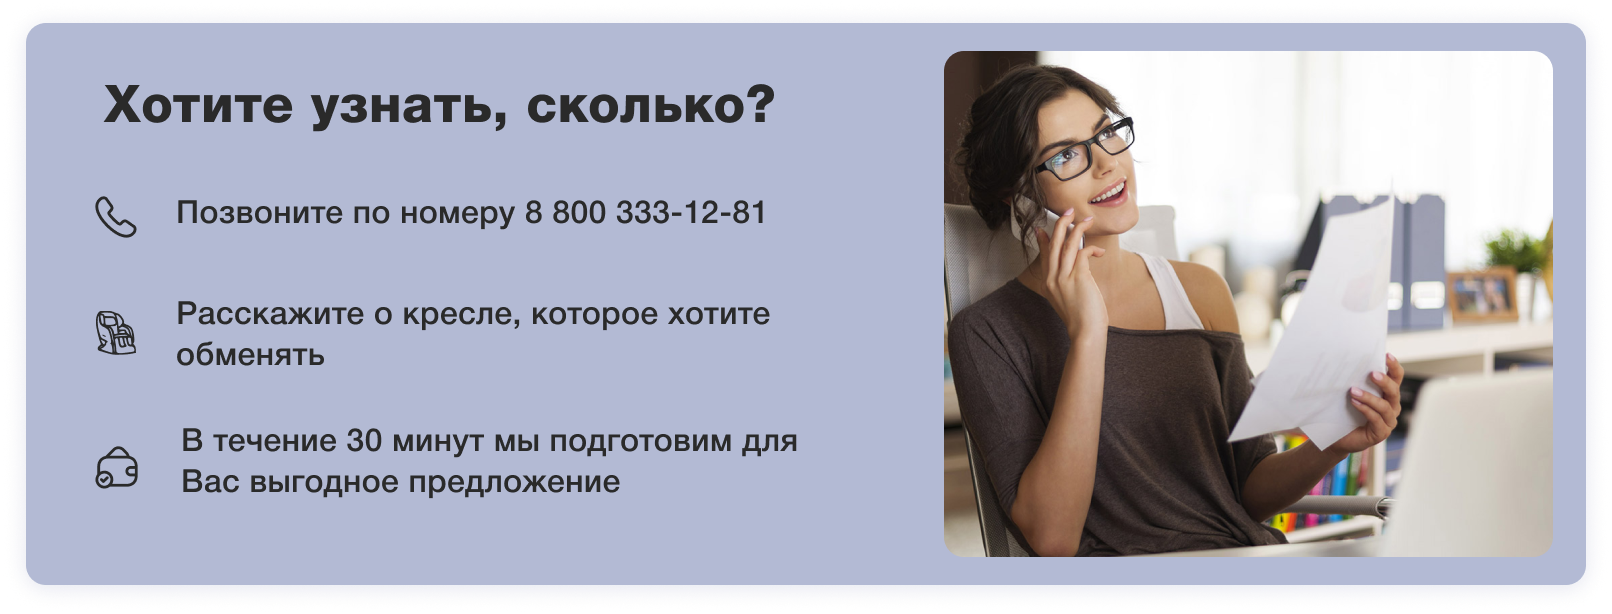 Хотите узнать, сколько?
Позвоните по номеру 8 800 333-12-81
Расскажите о кресле, которое хотите
обменять
В течение 30 минут мы подготовим для
Вас выгодное предложение